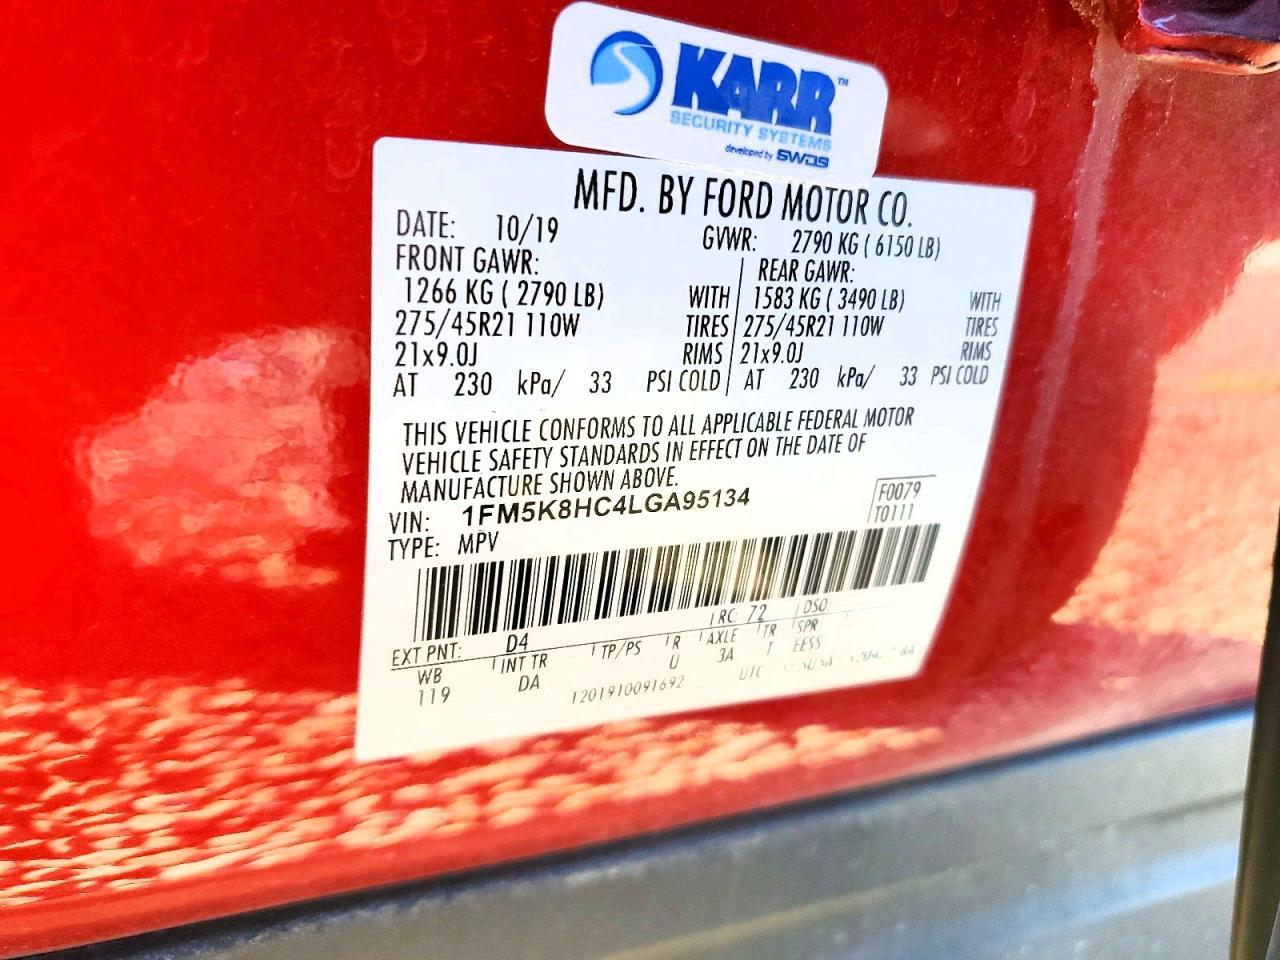 KARR™
SECURITY SYSTEMS
developed by SWDS
MFD. BY FORD MOTOR CO.
DATE: 10/19 GVWR: 2790 KG ( 6150 LB)
FRONT GAWR: REAR GAWR:
1266 KG ( 2790 LB) WITH 1583 KG ( 3490 LB) WITH
275/45R21 110W TIRES 275/45R21 110W TIRES
21x9.0J RIMS 21x9.0J RIMS
AT 230 kPa/ 33 PSI COLD AT 230 kPa/ 33 PSI COLD
THIS VEHICLE CONFORMS TO ALL APPLICABLE FEDERAL MOTOR
VEHICLE SAFETY STANDARDS IN EFFECT ON THE DATE OF
MANUFACTURE SHOWN ABOVE.
VIN: 1FM5K8HC4LGA95134 F0079
TYPE: MPV T0111
EXT PNT: D4 RC: 72 DSO:
WB INT TR TP/PS R AXLE TR SPR
119 DA U 3A T EESS
1201910091692 UTC